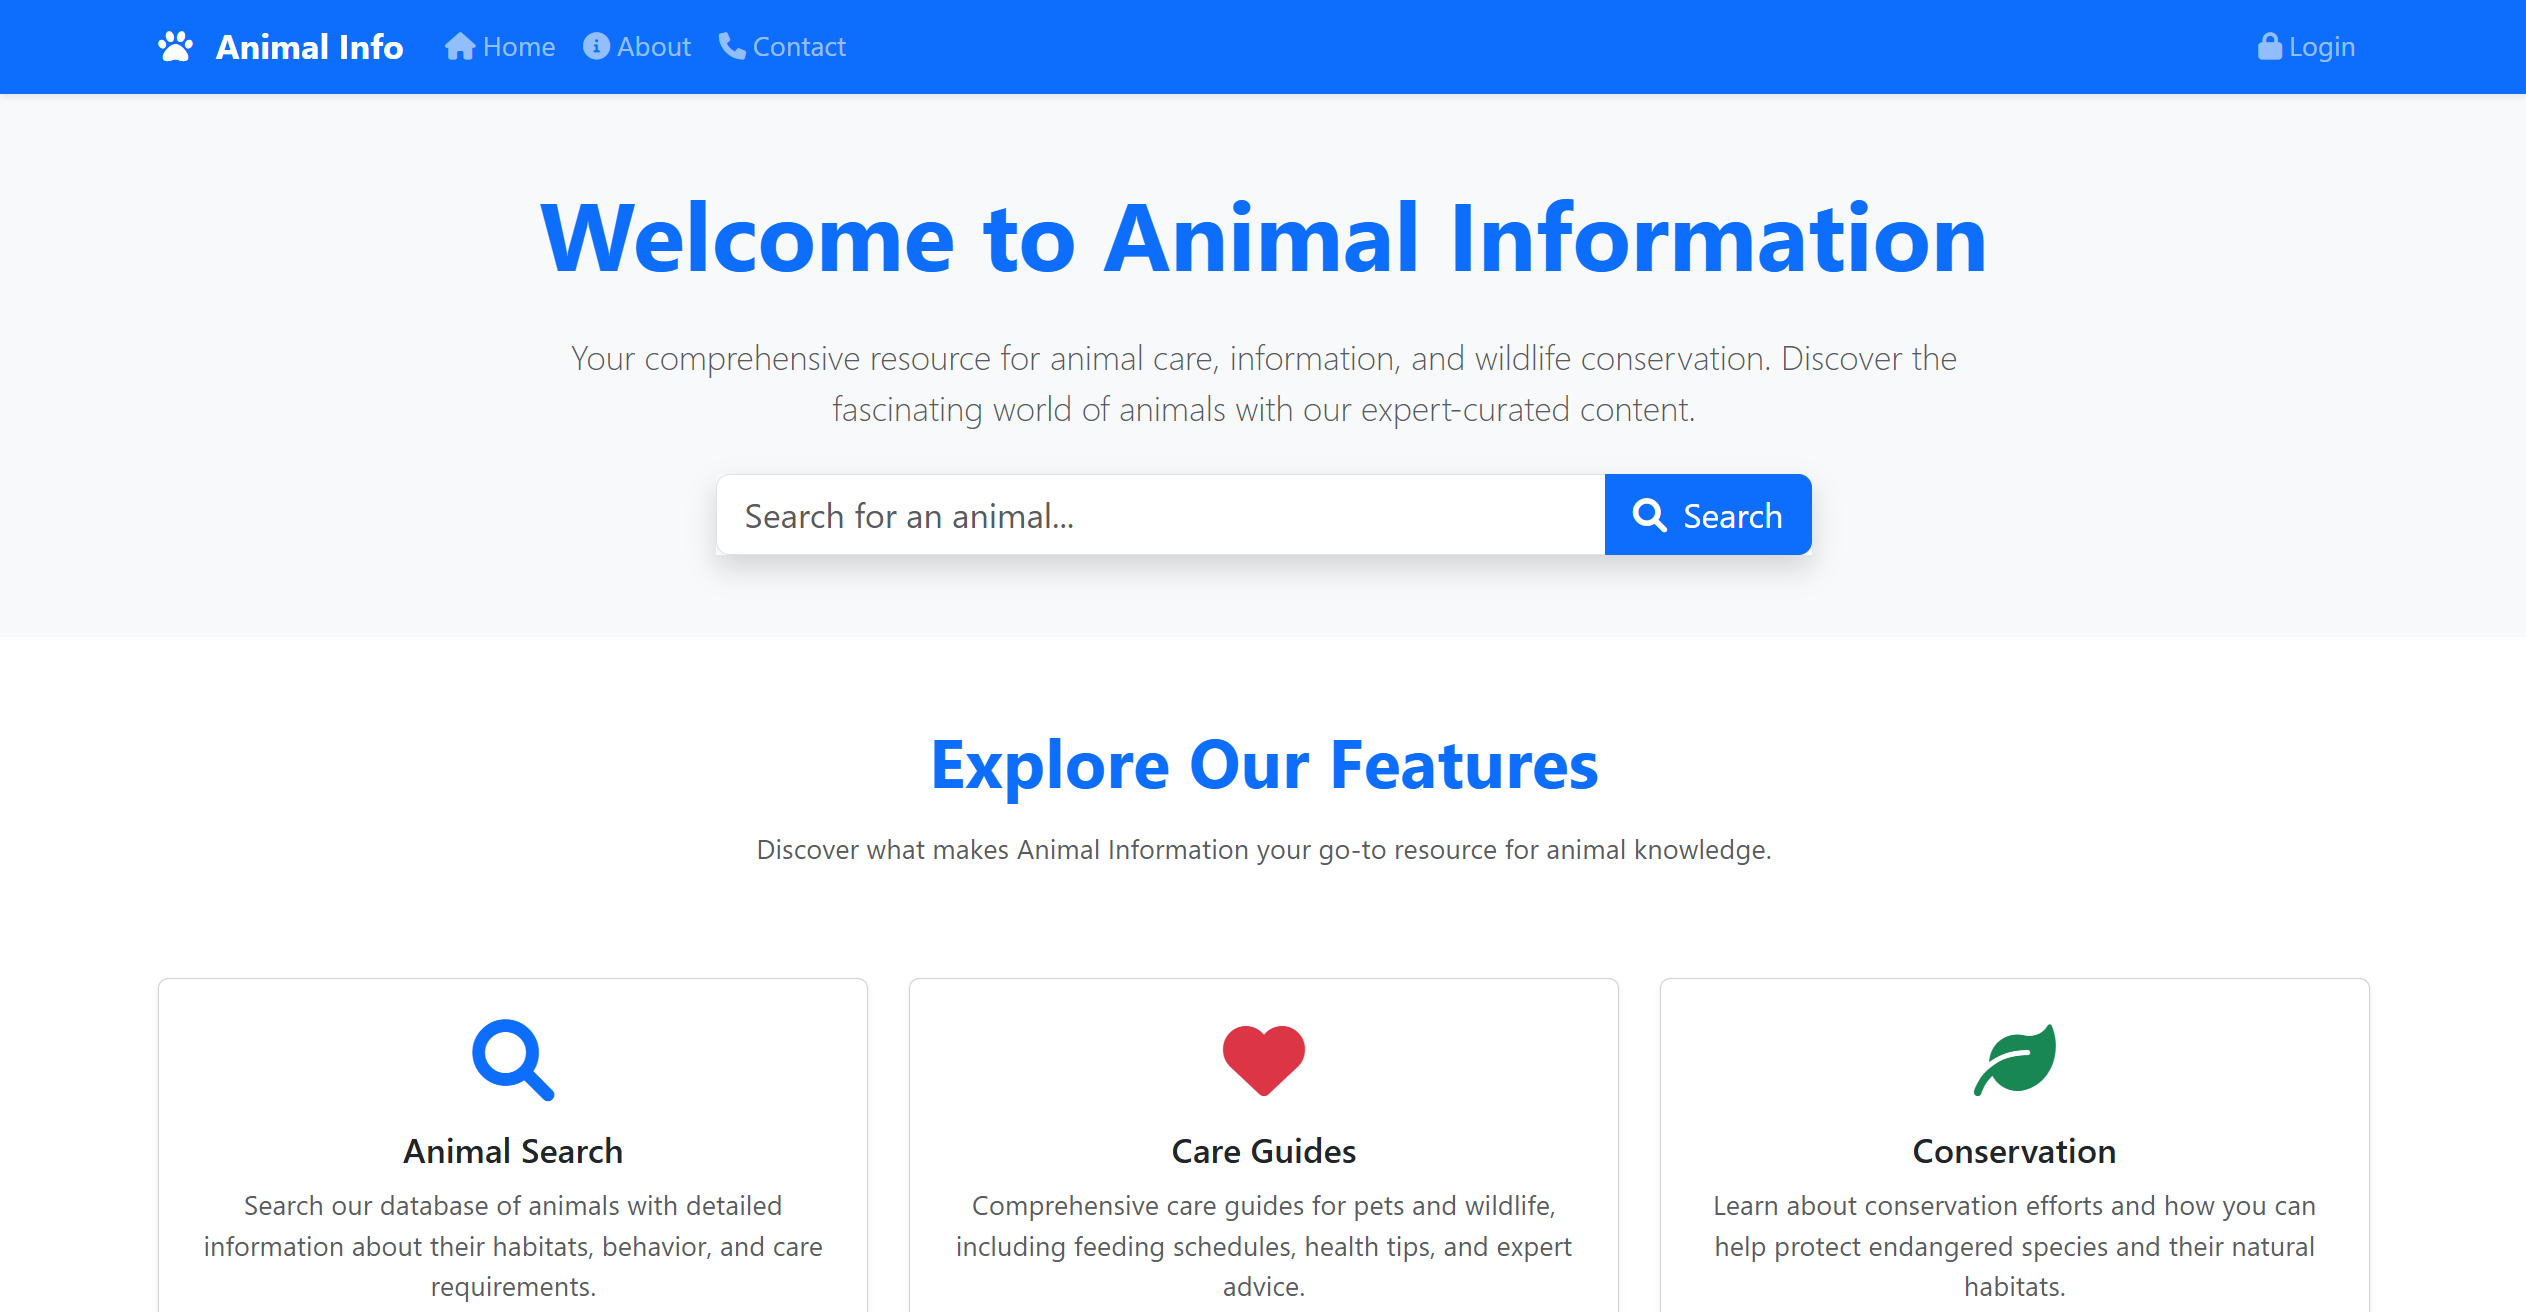 Animal Info Home About Contact Login
Welcome to Animal Information
Your comprehensive resource for animal care, information, and wildlife conservation. Discover the
fascinating world of animals with our expert-curated content.
Search for an animal... Search
Explore Our Features
Discover what makes Animal Information your go-to resource for animal knowledge.
Animal Search
Search our database of animals with detailed
information about their habitats, behavior, and care
requirements.
Care Guides
Comprehensive care guides for pets and wildlife,
including feeding schedules, health tips, and expert
advice.
Conservation
Learn about conservation efforts and how you can
help protect endangered species and their natural
habitats.